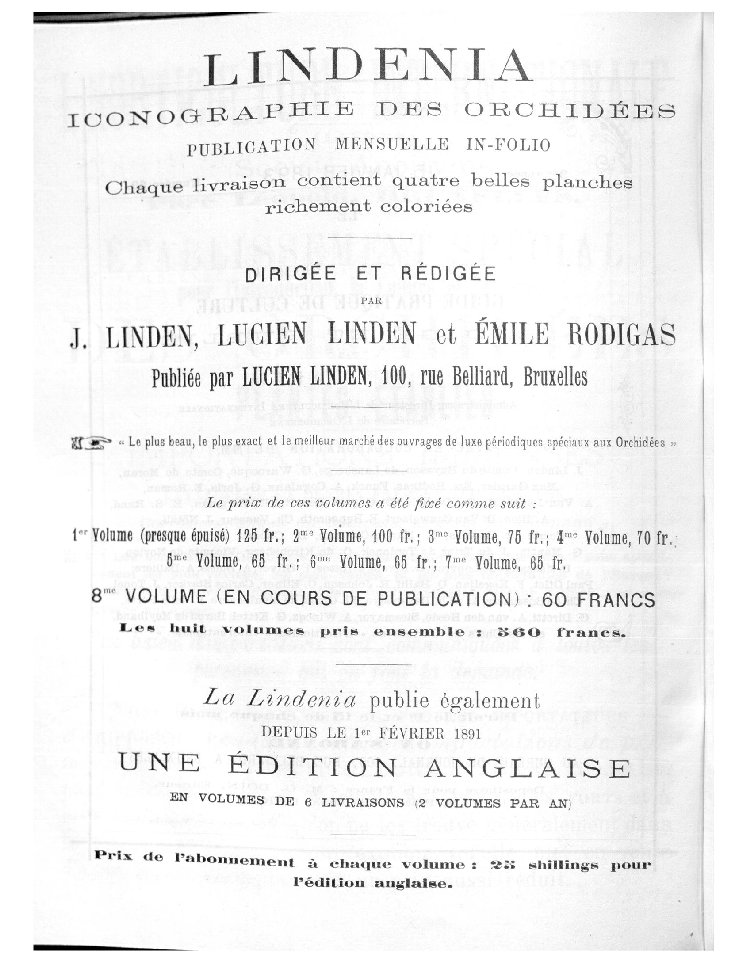 LINDENIA
ICONOGRAPHIE DES ORCHIDÉES
PUBLICATION MENSUELLE IN-FOLIO
Chaque livraison contient quatre belles planches
richement coloriées
DIRIGÉE ET RÉDIGÉE
PAR
J. LINDEN, LUCIEN LINDEN et ÉMILE RODIGAS
Publiée par LUCIEN LINDEN, 100, rue Belliard, Bruxelles
« Le plus beau, le plus exact et le meilleur marché des ouvrages de luxe périodiques spéciaux aux Orchidées »
Le prix de ces volumes a été fixé comme suit :
1er Volume (presque épuisé) 125 fr.; 2me Volume, 100 fr.; 3me Volume, 75 fr.; 4me Volume, 70 fr.;
5me Volume, 65 fr.; 6me Volume, 65 fr.; 7me Volume, 65 fr.
8me VOLUME (EN COURS DE PUBLICATION) : 60 FRANCS
Les huit volumes pris ensemble : 560 francs.
La Lindenia publie également
DEPUIS LE 1er FÉVRIER 1891
UNE ÉDITION ANGLAISE
EN VOLUMES DE 6 LIVRAISONS (2 VOLUMES PAR AN)
Prix de l'abonnement à chaque volume : 25 shillings pour
l'édition anglaise.